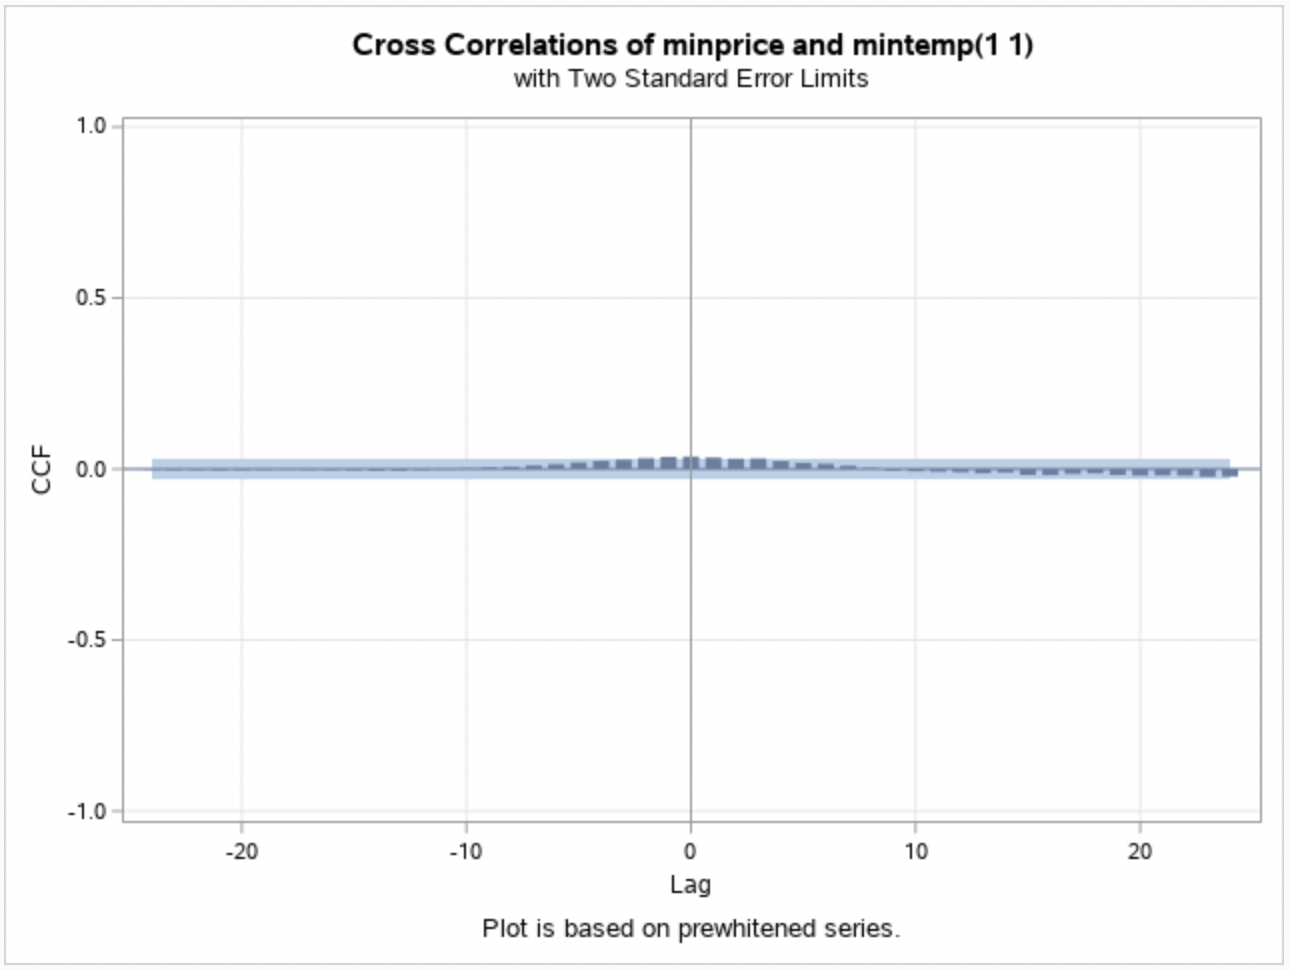 Cross Correlations of minprice and mintemp(1 1)
with Two Standard Error Limits
1.0
0.5
0.0
-0.5
-1.0
CCF
-20 -10 0 10 20
Lag
Plot is based on prewhitened series.